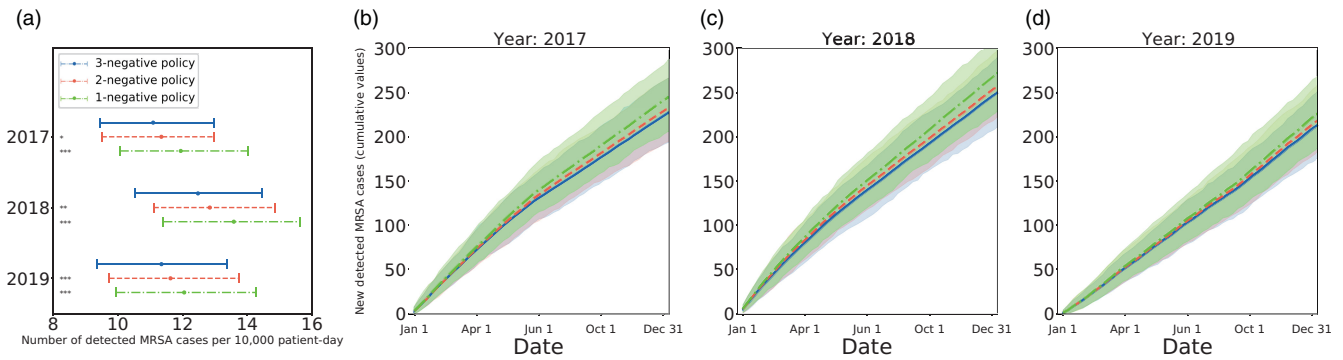 (a)
3-negative policy
2-negative policy
1-negative policy
2017
*
***
2018
**
***
2019
***
***
8 10 12 14 16
Number of detected MRSA cases per 10,000 patient-day
(b)
Year: 2017
New detected MRSA cases (cumulative values)
300
250
200
150
100
50
0
Jan 1 Apr 1 Jun 1 Oct 1 Dec 31
Date
(c)
Year: 2018
300
250
200
150
100
50
0
Jan 1 Apr 1 Jun 1 Oct 1 Dec 31
Date
(d)
Year: 2019
300
250
200
150
100
50
0
Jan 1 Apr 1 Jun 1 Oct 1 Dec 31
Date